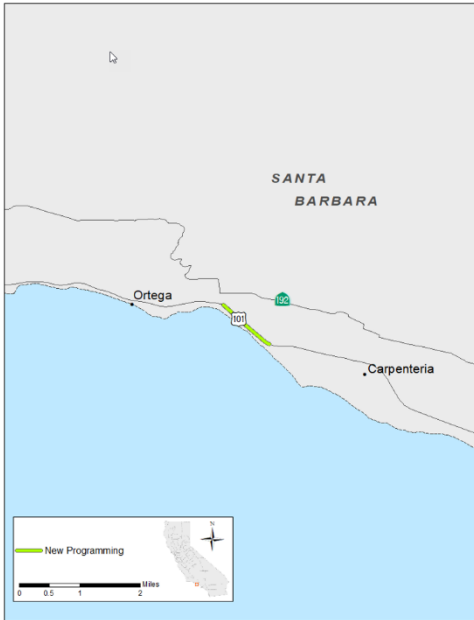 SANTA
BARBARA
Ortega
192
101
Carpenteria
N
New Programming
Miles
0 0.5 1 2